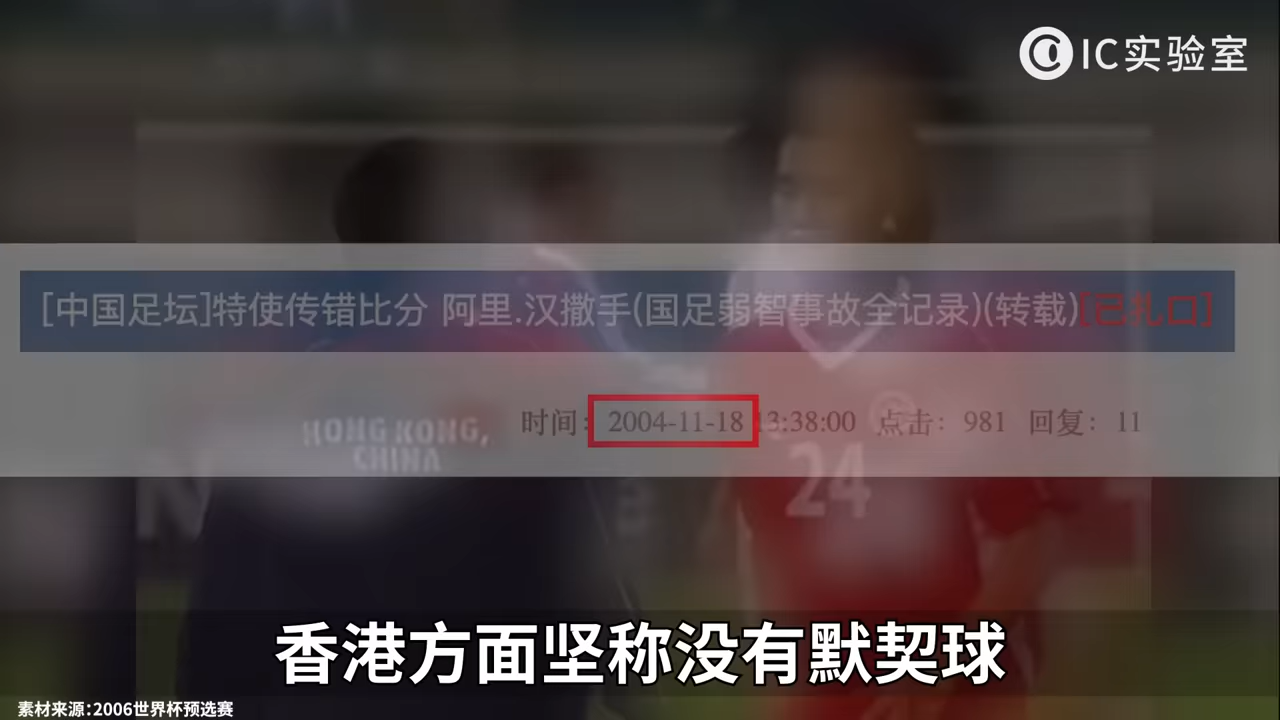 IC实验室
[中国足坛]特使传错比分 阿里.汉撒手(国足弱智事故全记录)(转载)[已扎口]
时间: 2004-11-18 13:38:00 点击: 981 回复: 11
HONG KONG,
CHINA
24
香港方面坚称没有默契球
素材来源:2006世界杯预选赛